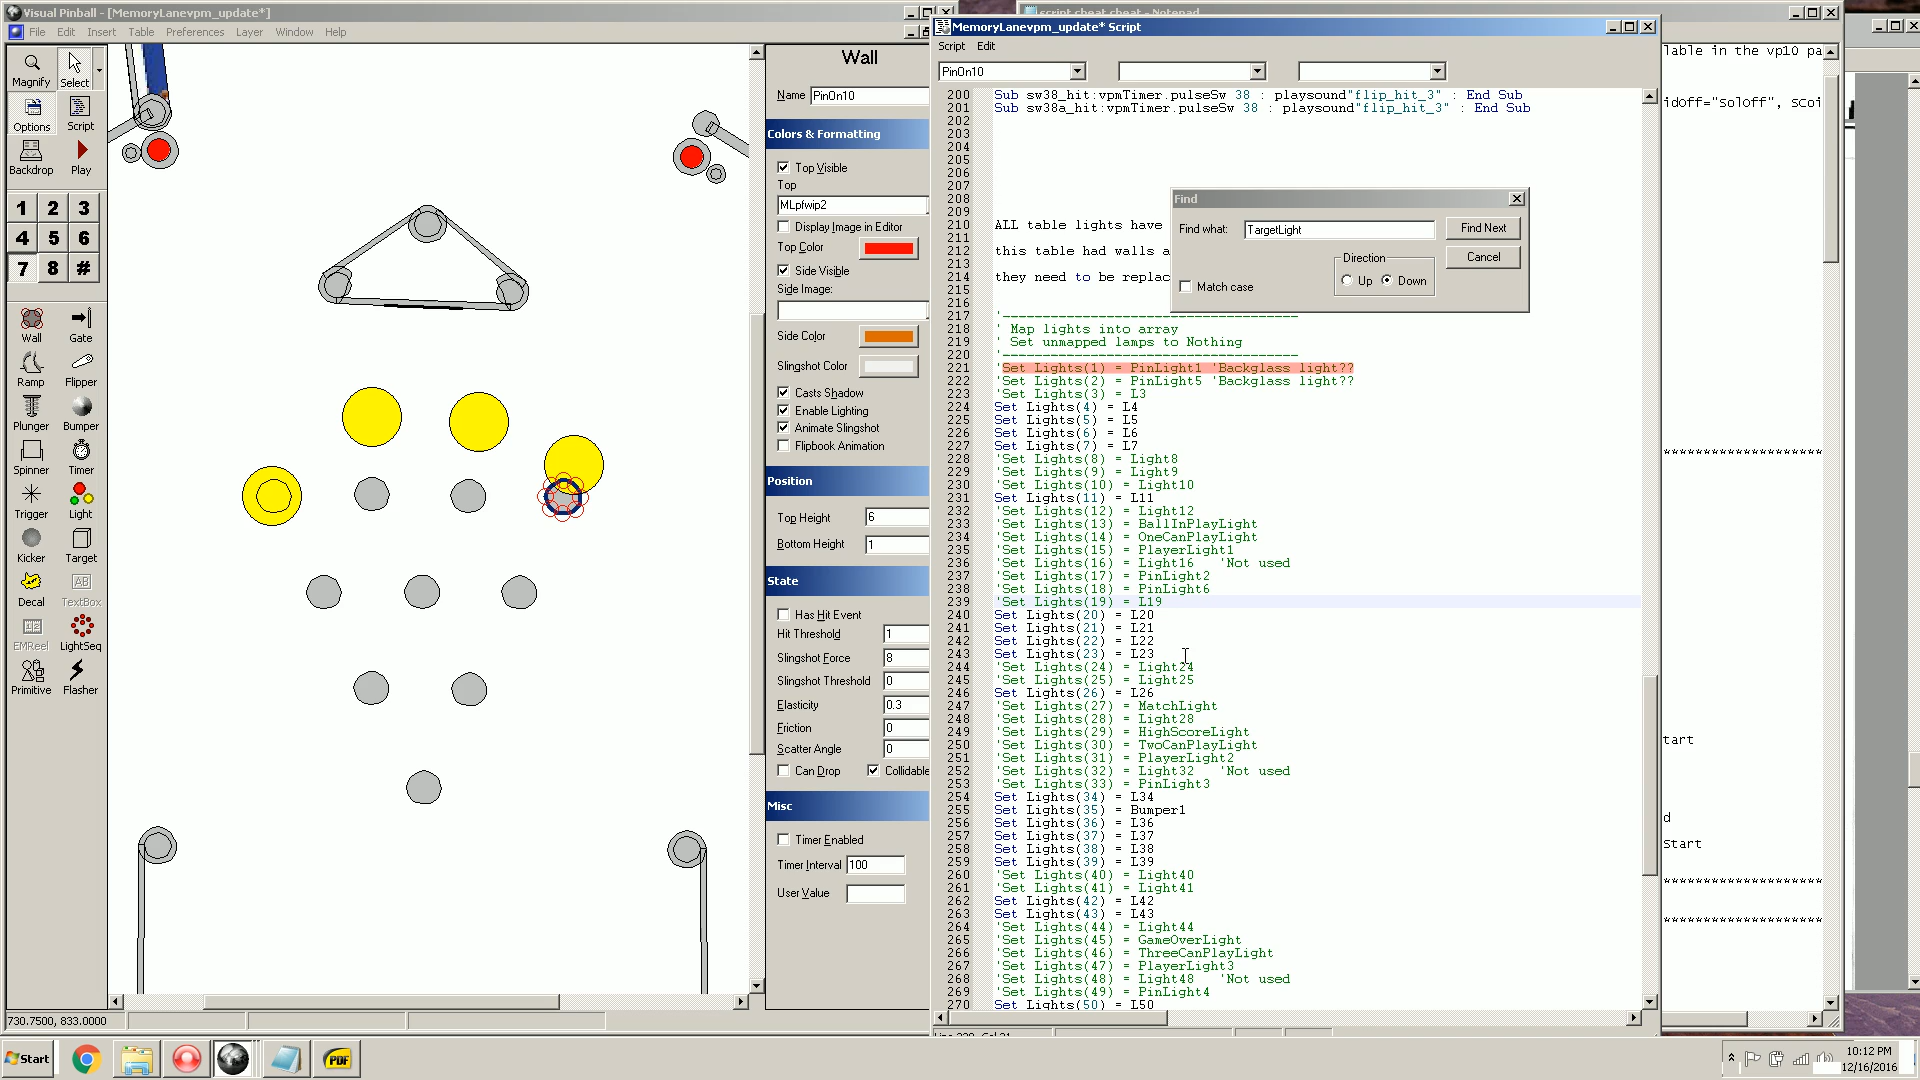 Visual Pinball - [MemoryLanevpm_update*]
File Edit Insert Table Preferences Layer Window Help
Magnify Select
Options Script
Backdrop Play
1 2 3
4 5 6
7 8 #
Wall Gate
Ramp Flipper
Plunger Bumper
Spinner Timer
Trigger Light
Kicker Target
Decal TextBox
EMReel LightSeq
Primitive Flasher
AB
730.7500, 833.0000
Wall
Name PinOn10
Colors & Formatting
Top Visible
Top
MLpfwip2
Display Image in Editor
Top Color
Side Visible
Side Image:
Side Color
Slingshot Color
Casts Shadow
Enable Lighting
Animate Slingshot
Flipbook Animation
Position
Top Height 6
Bottom Height 1
State
Has Hit Event
Hit Threshold 1
Slingshot Force 8
Slingshot Threshold 0
Elasticity 0.3
Friction 0
Scatter Angle 0
Can Drop Collidable
Misc
Timer Enabled
Timer Interval 100
User Value
script cheat cheat - Notepad
MemoryLanevpm_update* Script
Script Edit
PinOn10
200 Sub sw38_hit:vpmTimer.pulseSw 38 : playsound"flip_hit_3" : End Sub
201 Sub sw38a_hit:vpmTimer.pulseSw 38 : playsound"flip_hit_3" : End Sub
202
203
204
205
206
207
208
209
210 ALL table lights have
211
212 this table had walls a
213
214 they need to be replac
215
216
217 '-------------------------------------
218 ' Map lights into array
219 ' Set unmapped lamps to Nothing
220 '-------------------------------------
221 'Set Lights(1) = PinLight1 'Backglass light??
222 'Set Lights(2) = PinLight5 'Backglass light??
223 'Set Lights(3) = L3
224 Set Lights(4) = L4
225 Set Lights(5) = L5
226 Set Lights(6) = L6
227 Set Lights(7) = L7
228 'Set Lights(8) = Light8
229 'Set Lights(9) = Light9
230 'Set Lights(10) = Light10
231 Set Lights(11) = L11
232 'Set Lights(12) = Light12
233 'Set Lights(13) = BallInPlayLight
234 'Set Lights(14) = OneCanPlayLight
235 'Set Lights(15) = PlayerLight1
236 'Set Lights(16) = Light16 'Not used
237 'Set Lights(17) = PinLight2
238 'Set Lights(18) = PinLight6
239 'Set Lights(19) = L19
240 Set Lights(20) = L20
241 Set Lights(21) = L21
242 Set Lights(22) = L22
243 Set Lights(23) = L23
244 'Set Lights(24) = Light24
245 'Set Lights(25) = Light25
246 Set Lights(26) = L26
247 'Set Lights(27) = MatchLight
248 'Set Lights(28) = Light28
249 'Set Lights(29) = HighScoreLight
250 'Set Lights(30) = TwoCanPlayLight
251 'Set Lights(31) = PlayerLight2
252 'Set Lights(32) = Light32 'Not used
253 'Set Lights(33) = PinLight3
254 Set Lights(34) = L34
255 Set Lights(35) = Bumper1
256 Set Lights(36) = L36
257 Set Lights(37) = L37
258 Set Lights(38) = L38
259 Set Lights(39) = L39
260 'Set Lights(40) = Light40
261 'Set Lights(41) = Light41
262 Set Lights(42) = L42
263 Set Lights(43) = L43
264 'Set Lights(44) = Light44
265 'Set Lights(45) = GameOverLight
266 'Set Lights(46) = ThreeCanPlayLight
267 'Set Lights(47) = PlayerLight3
268 'Set Lights(48) = Light48 'Not used
269 'Set Lights(49) = PinLight4
270 Set Lights(50) = L50
Find
Find what: TargetLight Find Next
Direction Cancel
Up Down
Match case
lable in the vp10 pa
idoff="SolOff", SCoi
********************
tart
d
Start
********************
********************
Start
PDF
10:12 PM
12/16/2016